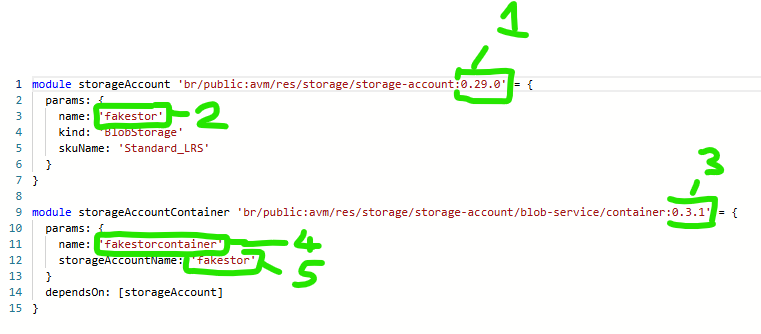 1
1 module storageAccount 'br/public:avm/res/storage/storage-account:0.29.0' = {
2 params: {
3 name: 'fakestor' 2
4 kind: 'BlobStorage'
5 skuName: 'Standard_LRS'
6 }
7 }
8
3
9 module storageAccountContainer 'br/public:avm/res/storage/storage-account/blob-service/container:0.3.1' = {
10 params: {
11 name: 'fakestorcontainer' 4
12 storageAccountName: 'fakestor' 5
13 }
14 dependsOn: [storageAccount]
15 }